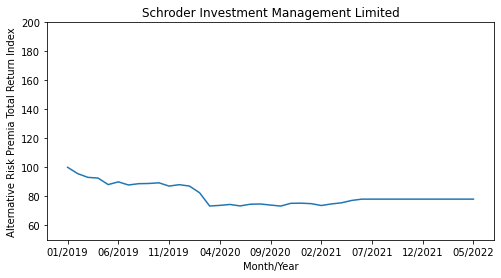 Schroder Investment Management Limited
Alternative Risk Premia Total Return Index
200
180
160
140
120
100
80
60
01/2019 06/2019 11/2019 04/2020 09/2020 02/2021 07/2021 12/2021 05/2022
Month/Year